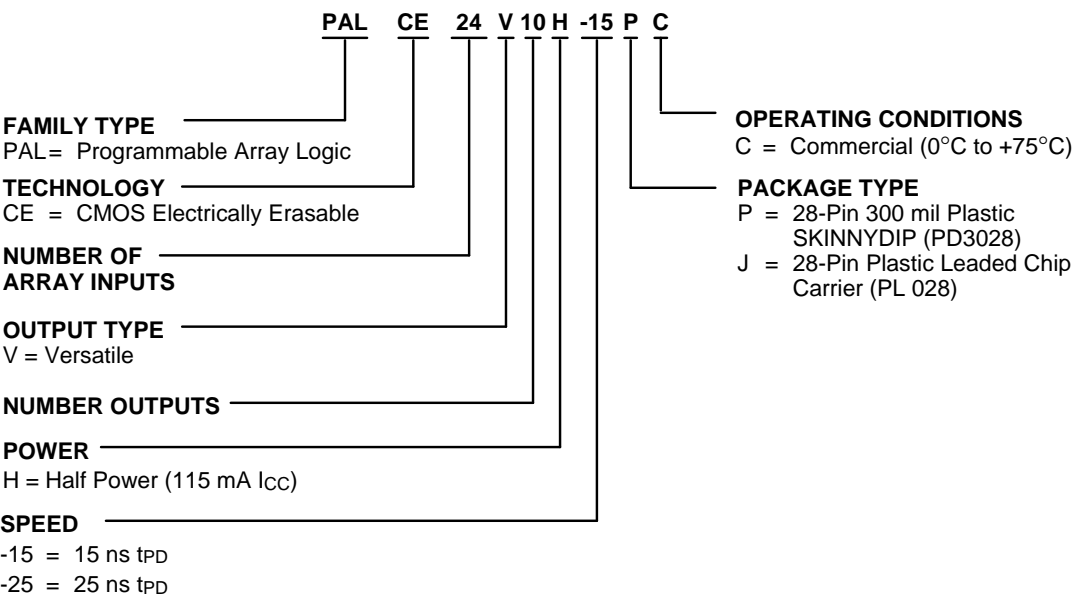 PAL CE 24 V 10 H -15 P C
FAMILY TYPE
PAL= Programmable Array Logic
TECHNOLOGY
CE = CMOS Electrically Erasable
NUMBER OF
ARRAY INPUTS
OUTPUT TYPE
V = Versatile
NUMBER OUTPUTS
POWER
H = Half Power (115 mA ICC)
SPEED
-15 = 15 ns tPD
-25 = 25 ns tPD
OPERATING CONDITIONS
C = Commercial (0°C to +75°C)
PACKAGE TYPE
P = 28-Pin 300 mil Plastic
SKINNYDIP (PD3028)
J = 28-Pin Plastic Leaded Chip
Carrier (PL 028)